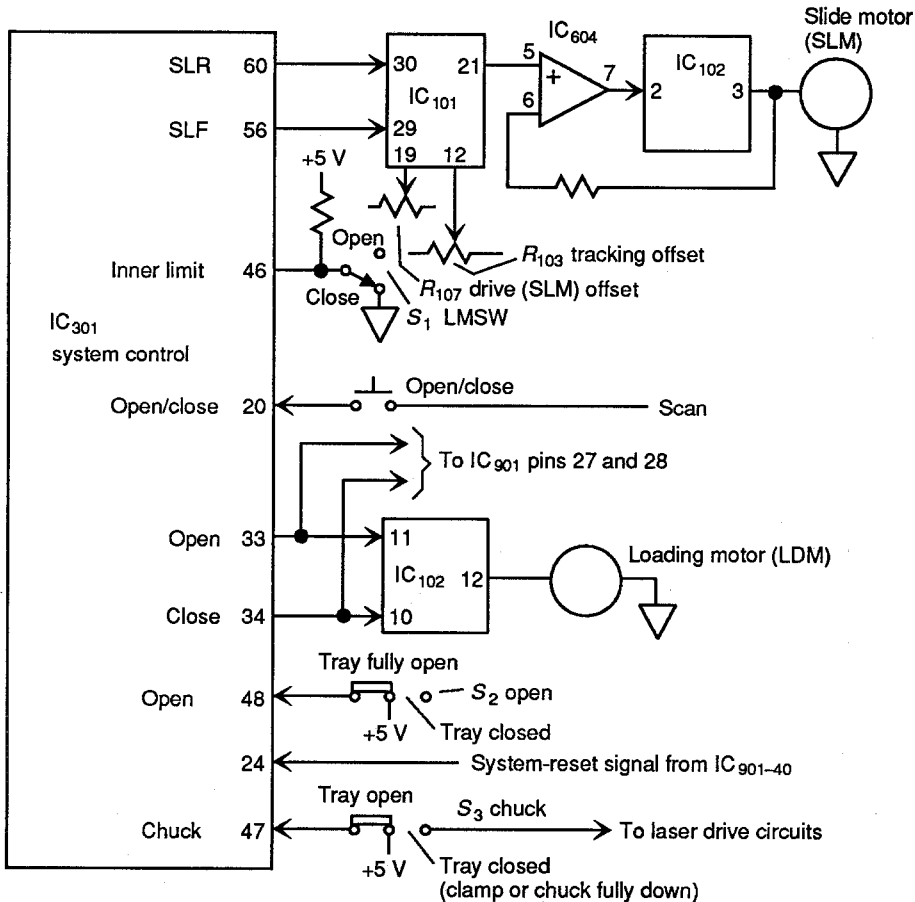 Slide motor
(SLM)
IC604
SLR 60
30
21
5
7
IC102
IC101
+
2
3
6
SLF 56
29
19
12
+5 V
Open
R103 tracking offset
Inner limit 46
R107 drive (SLM) offset
Close
S1 LMSW
IC301
system control
Open/close
Open/close 20
Scan
To IC901 pins 27 and 28
Open 33
11
Loading motor (LDM)
IC102
12
Close 34
10
Tray fully open
Open 48
S2 open
+5 V
Tray closed
24
System-reset signal from IC901–40
Tray open
S3 chuck
Chuck 47
To laser drive circuits
+5 V
Tray closed
(clamp or chuck fully down)